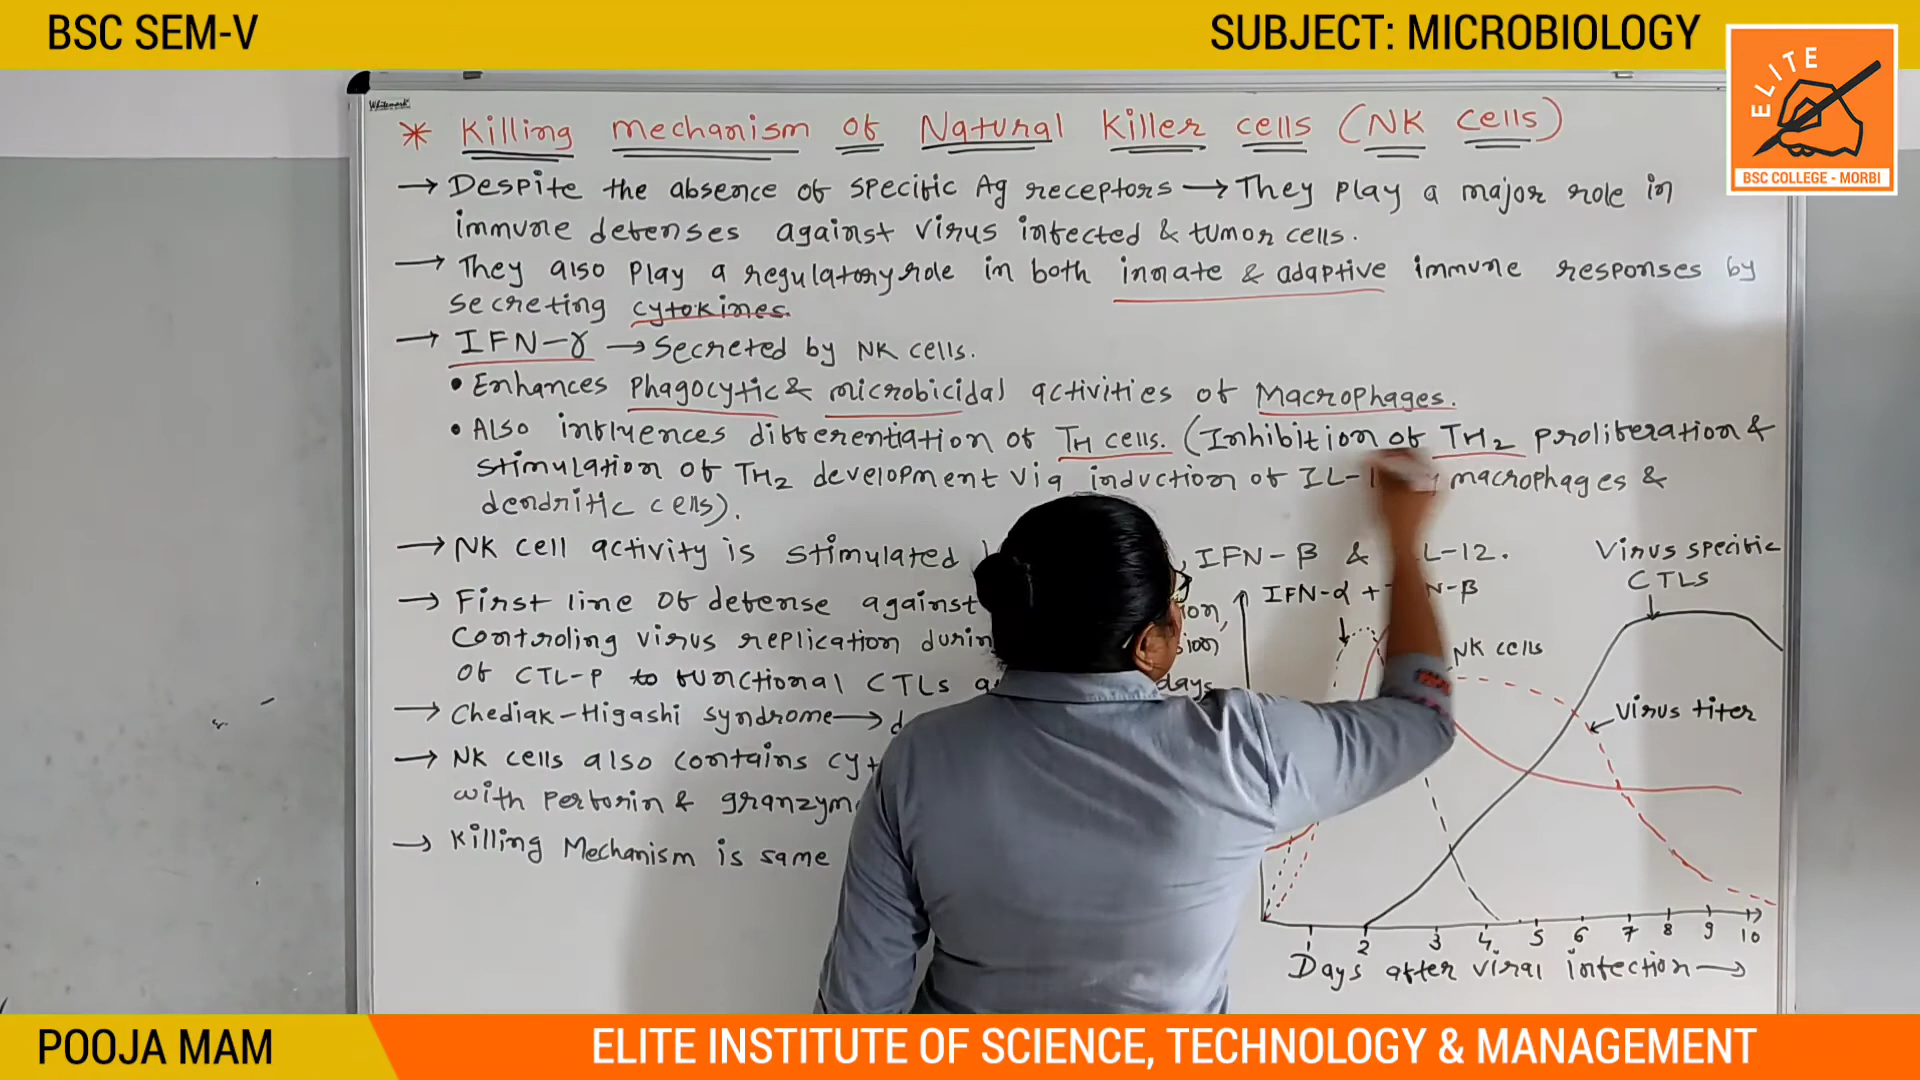 BSC SEM-V
SUBJECT: MICROBIOLOGY
ELITE
BSC COLLEGE - MORBI
Whitemark
* Killing mechanism of Natural Killer cells (NK cells)
→ Despite the absence of specific Ag receptors → They play a major role in
immune defenses against virus infected & tumor cells.
→ They also play a regulatory role in both innate & adaptive immune responses by
secreting cytokines.
→ IFN-γ → Secreted by NK cells.
• Enhances Phagocytic & microbicidal activities of Macrophages.
• Also influences differentiation of TH cells. (Inhibition of TH2 proliferation &
stimulation of TH2 development via induction of IL-1 macrophages &
dendritic cells).
→ NK cell activity is stimulated , IFN-β & L-12.
→ First line of defense against ion,
Controling virus replication durin sion
of CTL-P to functional CTLs days
→ Chediak-Higashi syndrome →
→ NK cells also contains
with Perforin & granzym
→ Killing Mechanism is same
IFN-α + N-β
Virus specific
CTLS
NK cells
Virus titer
1 2 3 4 5 6 7 8 9 10
Days after viral infection →
POOJA MAM
ELITE INSTITUTE OF SCIENCE, TECHNOLOGY & MANAGEMENT